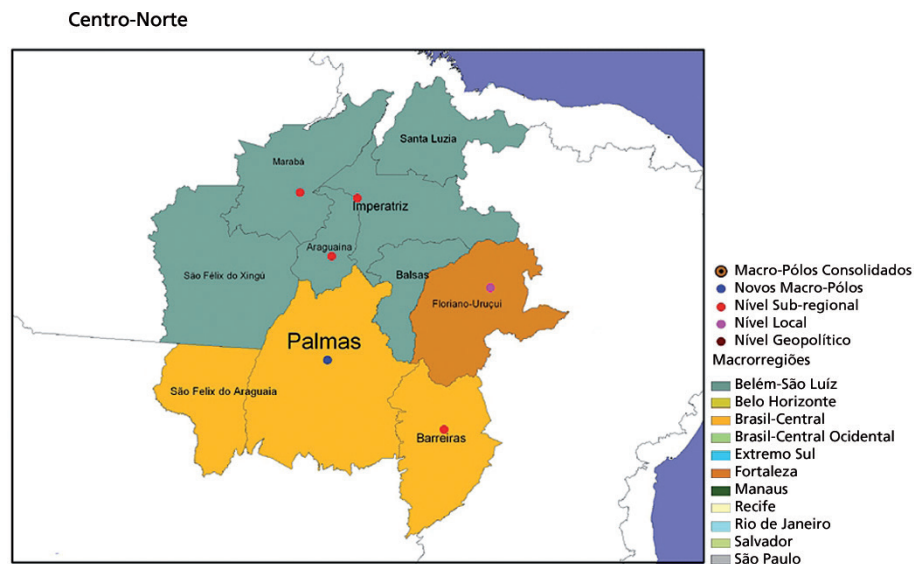 Centro-Norte
Santa Luzia
Marabá
Imperatriz
Araguaina
São Félix do Xingú
Balsas
Floriano-Uruçuí
Palmas
São Felix do Araguaia
Barreiras
Macro-Pólos Consolidados
Novos Macro-Pólos
Nível Sub-regional
Nível Local
Nível Geopolítico
Macrorregiões
Belém-São Luíz
Belo Horizonte
Brasil-Central
Brasil-Central Ocidental
Extremo Sul
Fortaleza
Manaus
Recife
Rio de Janeiro
Salvador
São Paulo